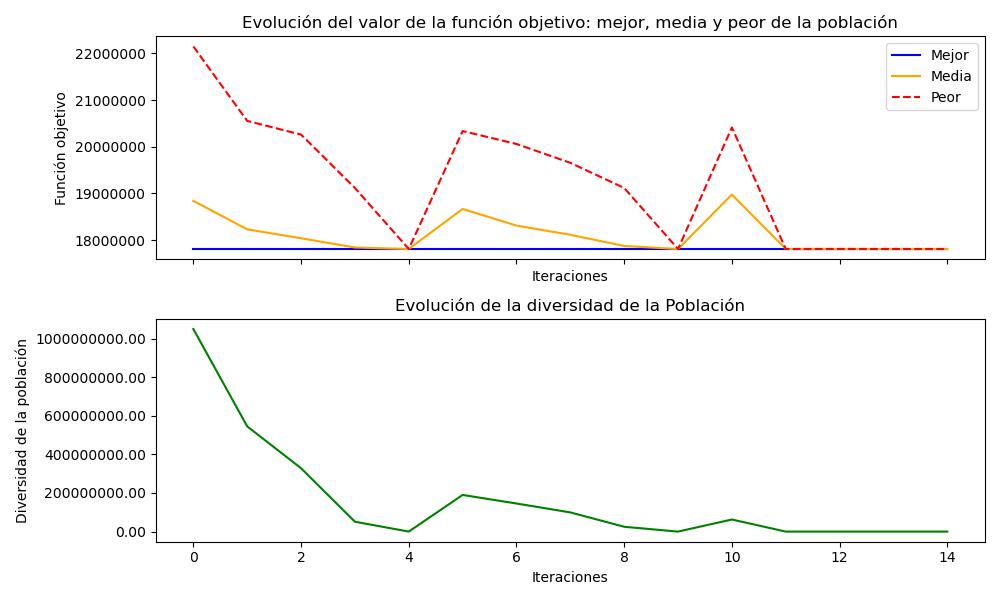 Evolución del valor de la función objetivo: mejor, media y peor de la población
Función objetivo
22000000
21000000
20000000
19000000
18000000
Mejor
Media
Peor
Iteraciones
Evolución de la diversidad de la Población
Diversidad de la población
1000000000.00
800000000.00
600000000.00
400000000.00
200000000.00
0.00
0 2 4 6 8 10 12 14
Iteraciones